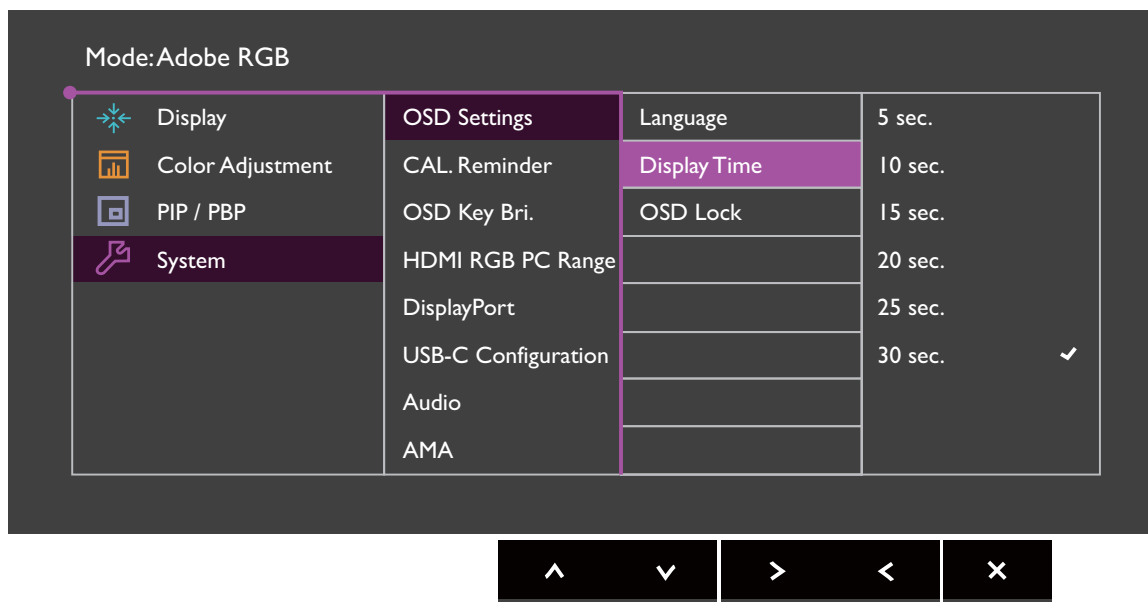 Mode: Adobe RGB
Display
Color Adjustment
PIP / PBP
System
OSD Settings
CAL. Reminder
OSD Key Bri.
HDMI RGB PC Range
DisplayPort
USB-C Configuration
Audio
AMA
Language
Display Time
OSD Lock
5 sec.
10 sec.
15 sec.
20 sec.
25 sec.
30 sec.